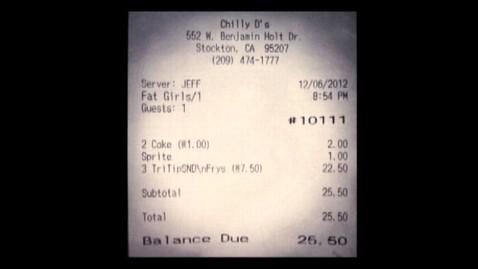 Chilly D's
552 W. Benjamin Holt Dr.
Stockton, CA 95207
(209) 474-1777
Server: JEFF 12/06/2012
Fat Girls/1 8:54 PM
Guests: 1
#10111
2 Coke (@1.00) 2.00
Sprite 1.00
3 TriTipSND\nFrys (@7.50) 22.50
Subtotal 25.50
Total 25.50
Balance Due 25.50